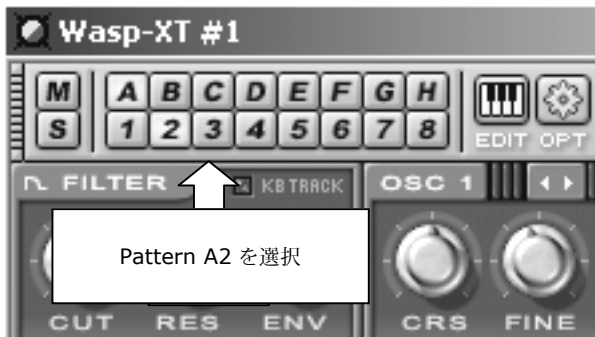 Wasp-XT #1
M A B C D E F G H
S 1 2 3 4 5 6 7 8
EDIT OPT
FILTER KB TRACK OSC 1
Pattern A2 を選択
CUT RES ENV CRS FINE